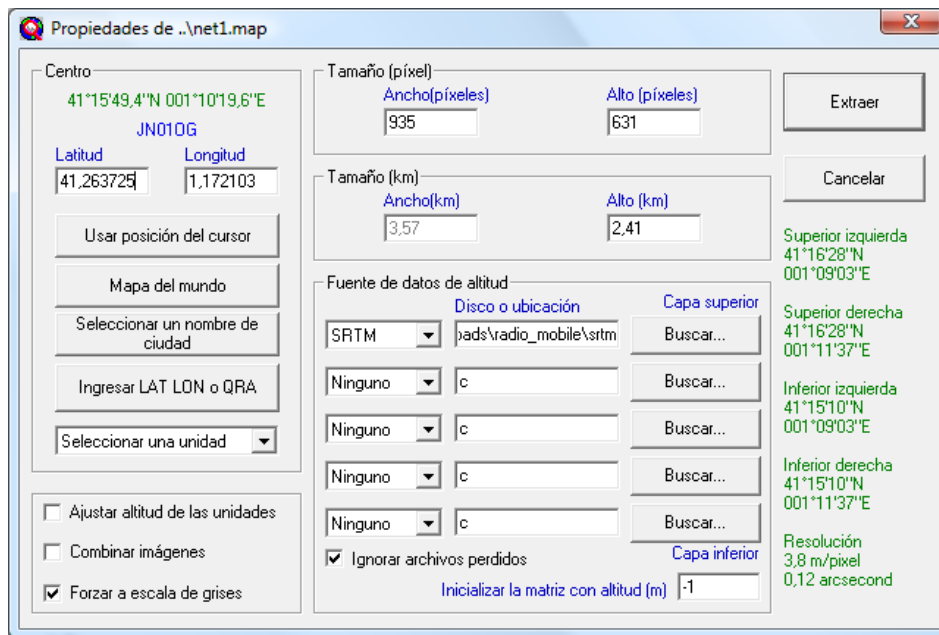 Propiedades de ..\net1.map
Centro
41°15'49,4''N 001°10'19,6''E
JN01OG
Latitud Longitud
41,263725 1,172103
Usar posición del cursor
Mapa del mundo
Seleccionar un nombre de
ciudad
Ingresar LAT LON o QRA
Seleccionar una unidad
Ajustar altitud de las unidades
Combinar imágenes
Forzar a escala de grises
Tamaño (píxel)
Ancho(píxeles) Alto (píxeles)
935 631
Tamaño (km)
Ancho(km) Alto (km)
3,57 2,41
Fuente de datos de altitud
Disco o ubicación Capa superior
SRTM oads\radio_mobile\srtm Buscar...
Ninguno c Buscar...
Ninguno c Buscar...
Ninguno c Buscar...
Ninguno c Buscar...
Ignorar archivos perdidos Capa inferior
Inicializar la matriz con altitud (m) -1
Extraer
Cancelar
Superior izquierda
41°16'28''N
001°09'03''E
Superior derecha
41°16'28''N
001°11'37''E
Inferior izquierda
41°15'10''N
001°09'03''E
Inferior derecha
41°15'10''N
001°11'37''E
Resolución
3,8 m/pixel
0,12 arcsecond